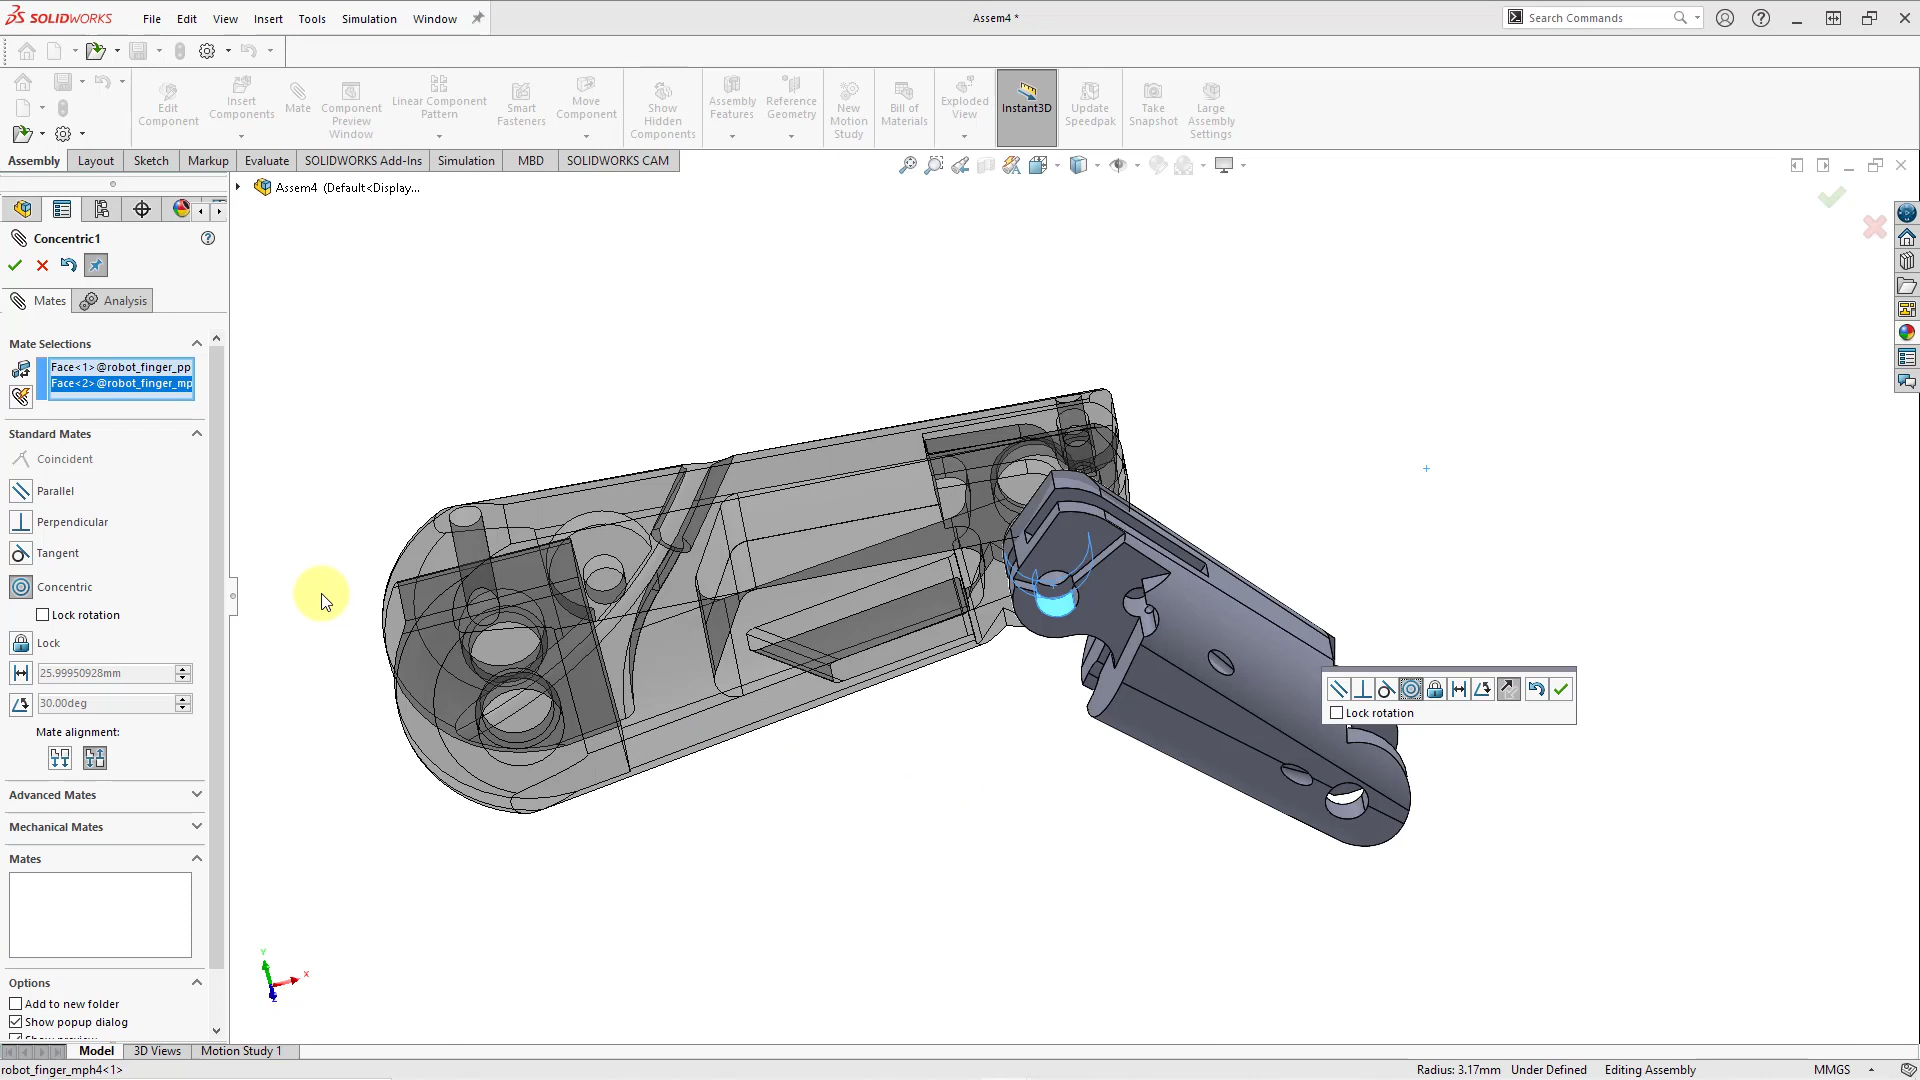 SOLIDWORKS File Edit View Insert Tools Simulation Window
Assem4 *
Search Commands
Edit Component
Insert Components
Mate
Component Preview Window
Linear Component Pattern
Smart Fasteners
Move Component
Show Hidden Components
Assembly Features
Reference Geometry
New Motion Study
Bill of Materials
Exploded View
Instant3D
Update Speedpak
Take Snapshot
Large Assembly Settings
Assembly Layout Sketch Markup Evaluate SOLIDWORKS Add-Ins Simulation MBD SOLIDWORKS CAM
Assem4 (Default<Display...
Concentric1
Mates Analysis
Mate Selections
Face<1>@robot_finger_pp
Face<2>@robot_finger_mp
Standard Mates
Coincident
Parallel
Perpendicular
Tangent
Concentric
Lock rotation
Lock
25.99950928mm
30.00deg
Mate alignment:
Advanced Mates
Mechanical Mates
Mates
Options
Add to new folder
Show popup dialog
Lock rotation
Y
X
Z
Model 3D Views Motion Study 1
robot_finger_mph4<1>
Radius: 3.17mm Under Defined Editing Assembly MMGS